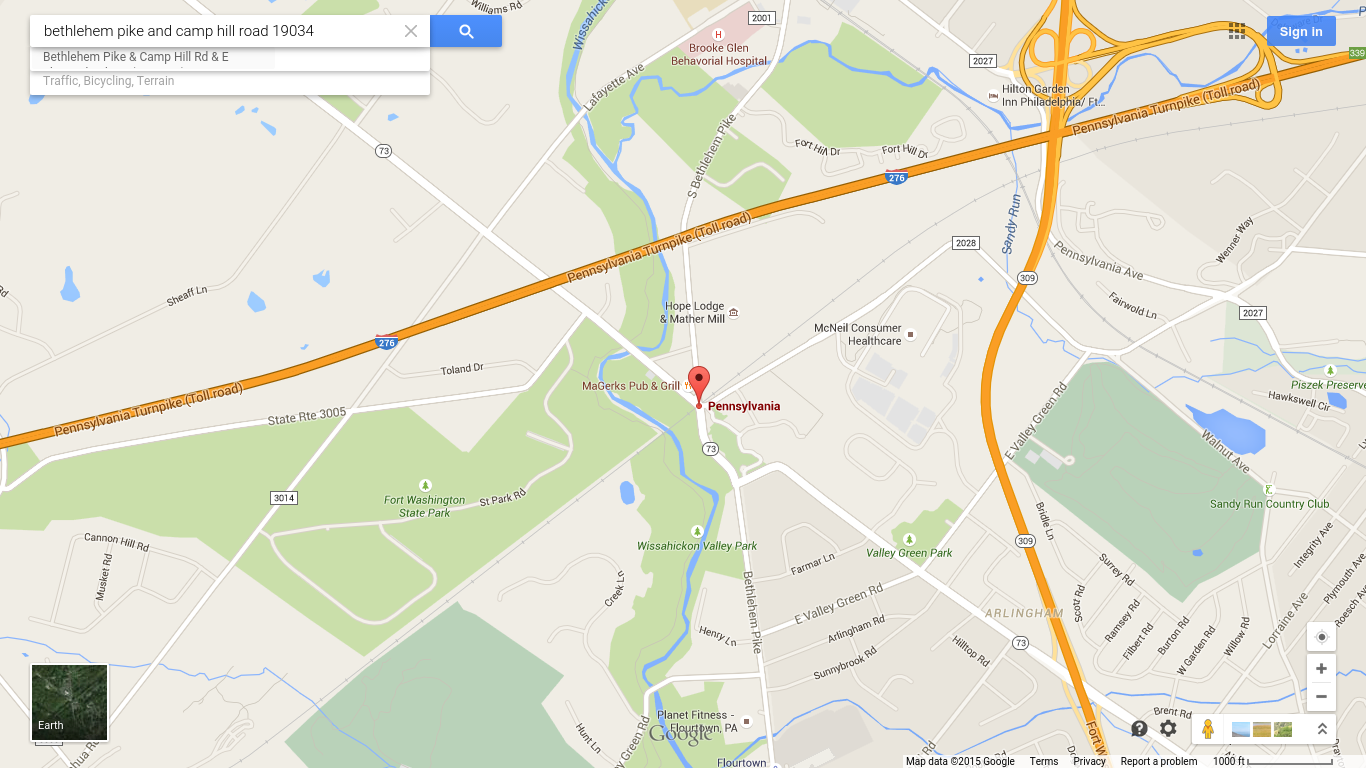 bethlehem pike and camp hill road 19034
Sign in
Bethlehem Pike & Camp Hill Rd & E
Traffic, Bicycling, Terrain
Williams Rd
Wissahickon
2001
Brooke Glen
Behavorial Hospital
2027
339
Hilton Garden
Inn Philadelphia/ Ft...
Lafayette Ave
Pennsylvania Turnpike (Toll road)
73
S Bethlehem Pike
Fort Hill Dr
Fort Hill Dr
276
Sandy Run
2028
Pennsylvania Ave
Wenner Way
Pennsylvania Turnpike (Toll road)
309
Sheaff Ln
Fairwold Ln
2027
Hope Lodge
& Mather Mill
McNeil Consumer
Healthcare
276
Toland Dr
MaGerks Pub & Grill
Pennsylvania
Piszek Preserve
Hawkswell Cir
Pennsylvania Turnpike (Toll road)
State Rte 3005
E Valley Green Rd
Walnut Ave
73
3014
Fort Washington
State Park
St Park Rd
Sandy Run Country Club
Bridle Ln
Cannon Hill Rd
Musket Rd
Wissahickon Valley Park
Valley Green Park
309
Integrity Ave
Plymouth Ave
Roesch Ave
Farmar Ln
Surrey Rd
Creek Ln
Bethlehem Pike
E Valley Green Rd
Scott Rd
ARLINGHAM
Ramsey Rd
Filbert Rd
Burton Rd
W Garden Rd
Willow Rd
Lorraine Ave
Henry Ln
Arlingham Rd
Sunnybrook Rd
Hilltop Rd
73
Earth
Planet Fitness -
Flourtown, PA
Google
Hunt Ln
Brent Rd
Flourtown
Map data ©2015 Google
Terms
Privacy
Report a problem
1000 ft